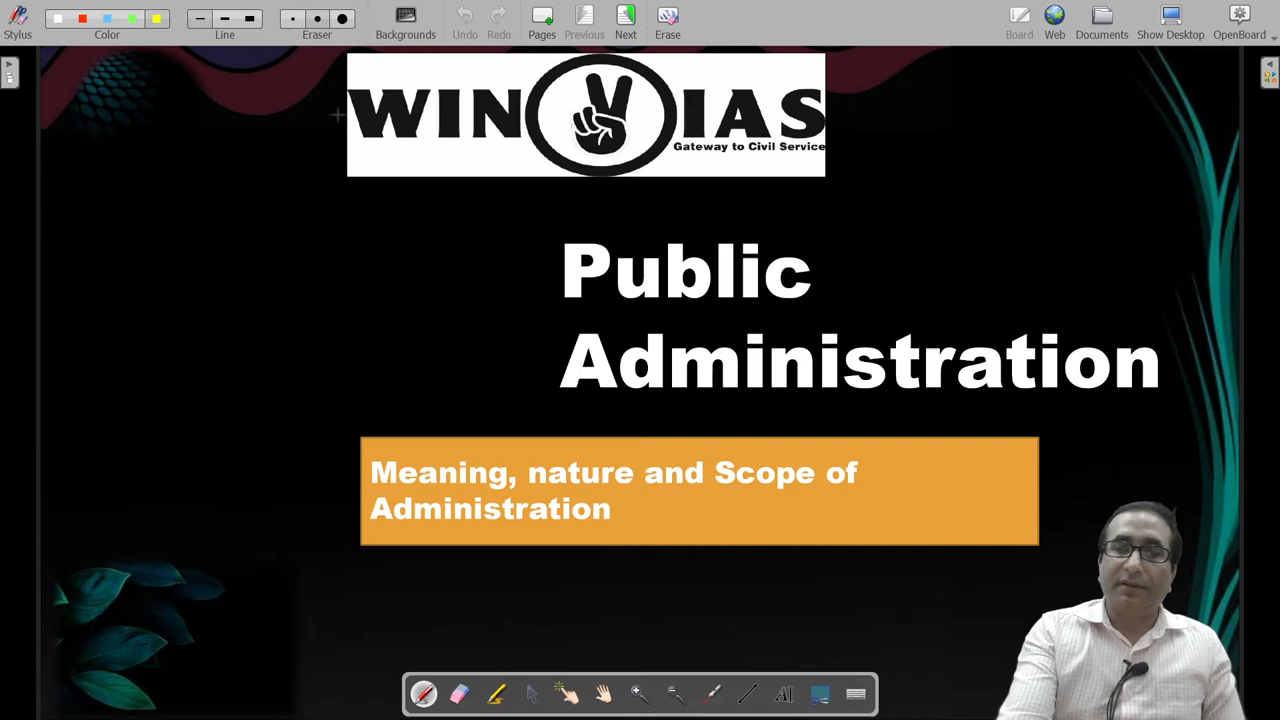 Stylus
Color
Line
Eraser
Backgrounds
Undo
Redo
Pages
Previous
Next
Erase
Board
Web
Documents
Show Desktop
OpenBoard
WIN IAS
Gateway to Civil Service
Public
Administration
Meaning, nature and Scope of
Administration
AI